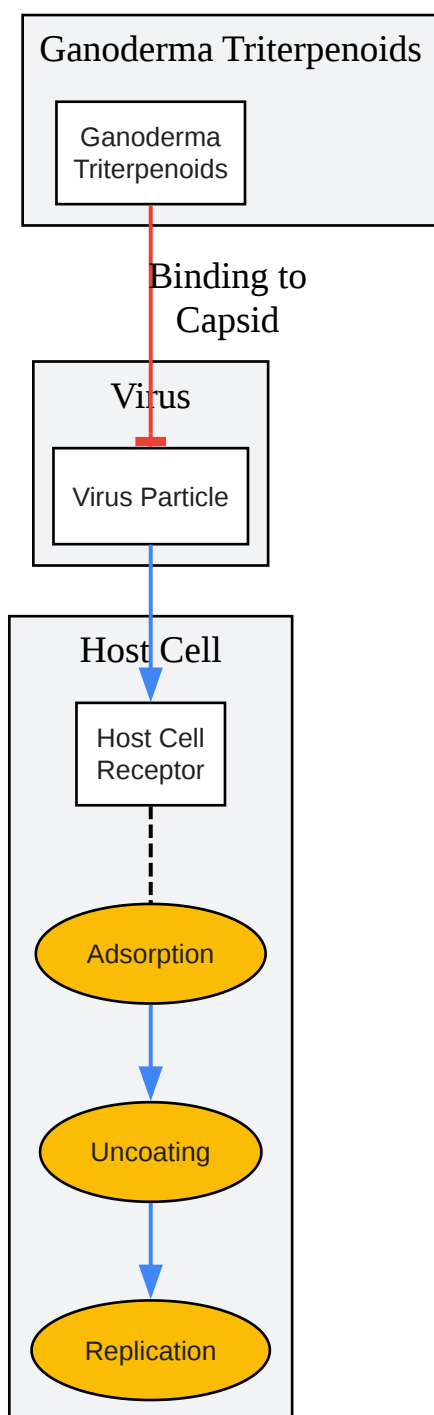 Ganoderma Triterpenoids
Ganoderma
Triterpenoids
Binding to
Capsid
Virus
Virus Particle
Host Cell
Host Cell
Receptor
Adsorption
Uncoating
Replication